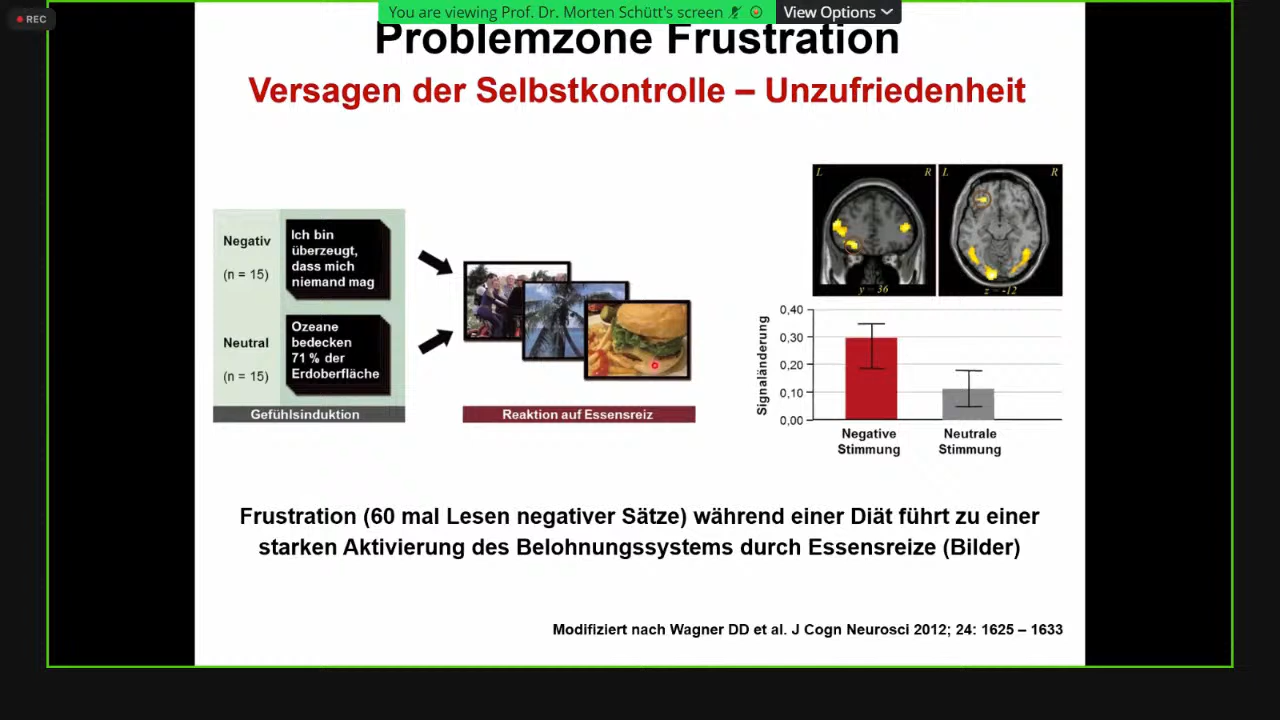 REC
You are viewing Prof. Dr. Morten Schütt's screen
View Options
Problemzone Frustration
Versagen der Selbstkontrolle – Unzufriedenheit
Negativ
(n = 15)
Ich bin
überzeugt,
dass mich
niemand mag
Neutral
(n = 15)
Ozeane
bedecken
71 % der
Erdoberfläche
Gefühlsinduktion
Reaktion auf Essensreiz
L R
y = 36
L R
z = -12
Signaländerung
0,40
0,30
0,20
0,10
0,00
Negative
Stimmung
Neutrale
Stimmung
Frustration (60 mal Lesen negativer Sätze) während einer Diät führt zu einer
starken Aktivierung des Belohnungssystems durch Essensreize (Bilder)
Modifiziert nach Wagner DD et al. J Cogn Neurosci 2012; 24: 1625 – 1633